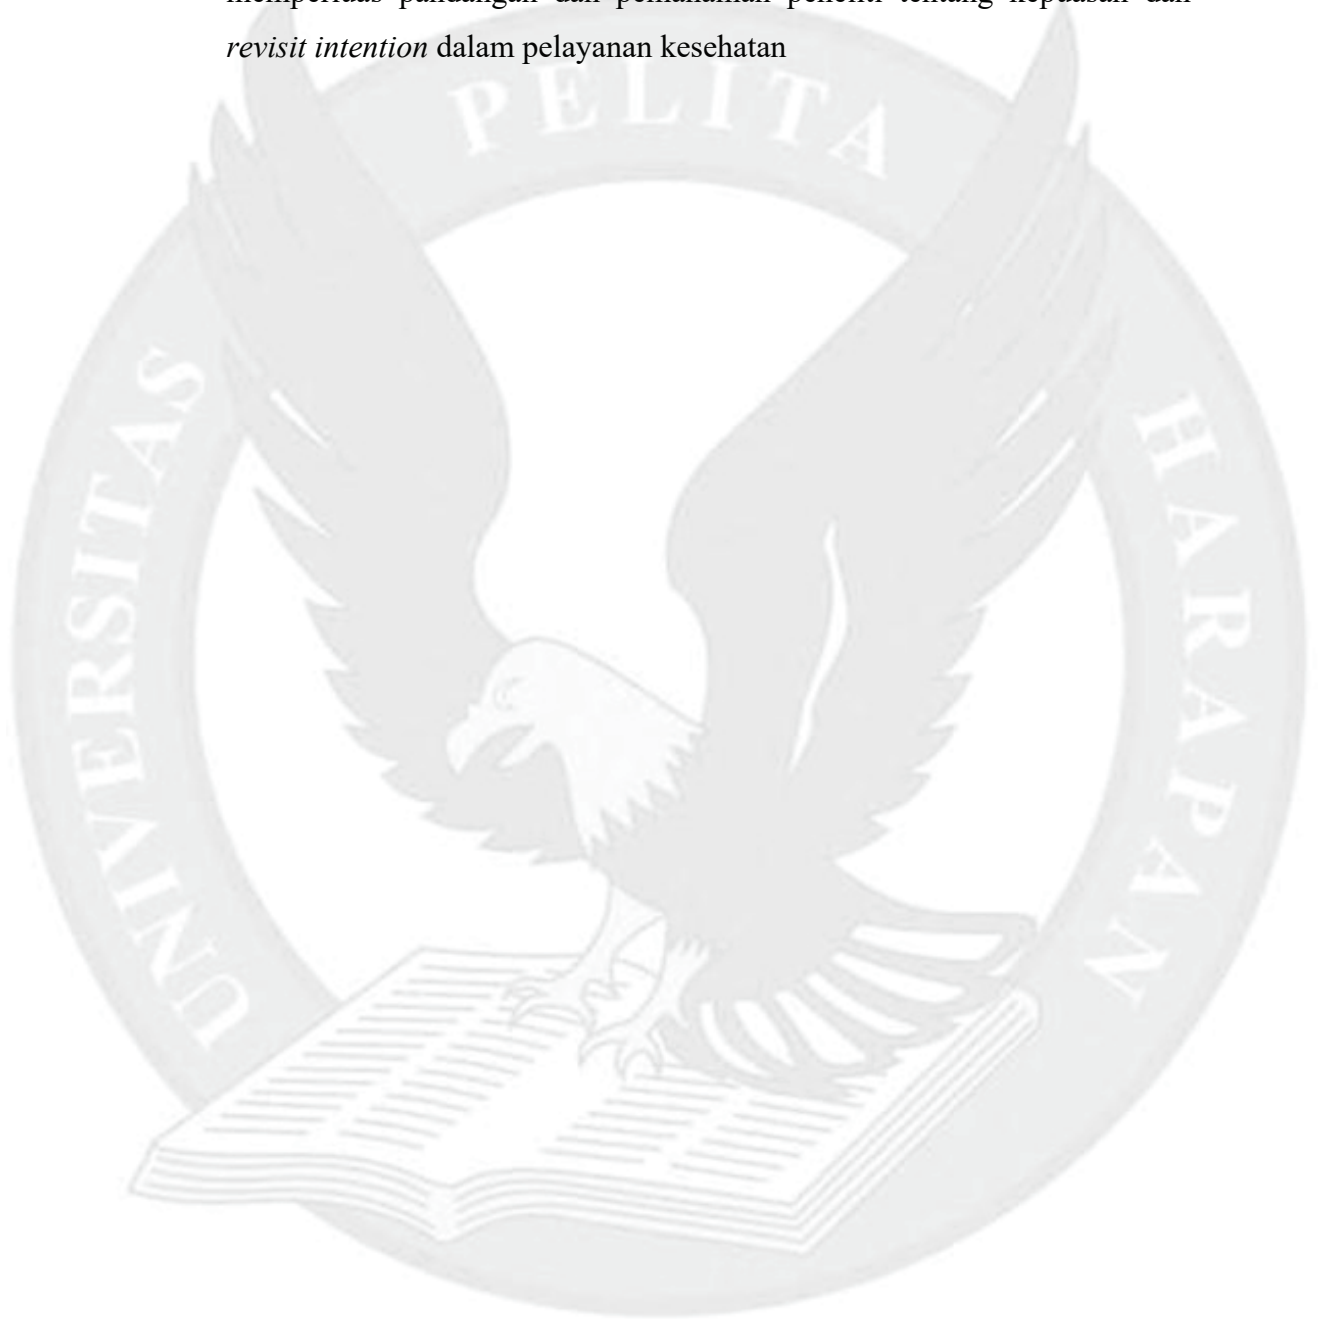 memperluas pandangan dan pemahaman peneliti tentang kepuasan dan
revisit intention dalam pelayanan kesehatan
PELITA
UNIVERSITAS
HARAPAN